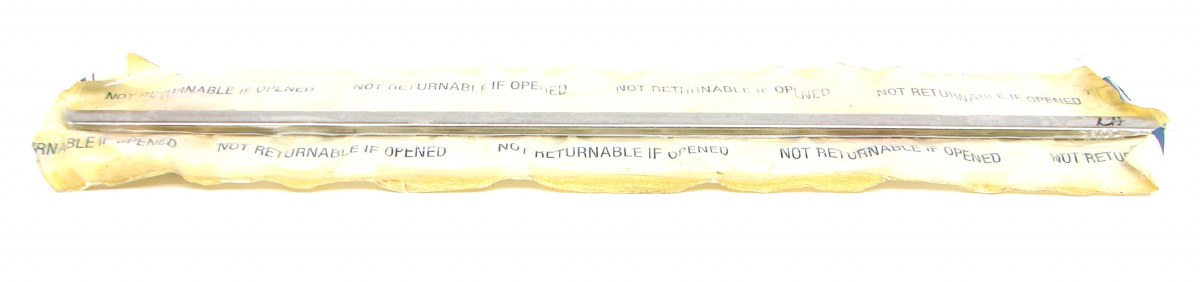 NOT RETURNABLE IF OPENED NOT RETURNABLE IF OPENED NOT RETURNABLE IF OPENED NOT RETURNABLE IF OPENED
RNABLE IF OPENED NOT RETURNABLE IF OPENED NOT RETURNABLE IF OPENED NOT RETURNABLE IF OPENED NOT RETU